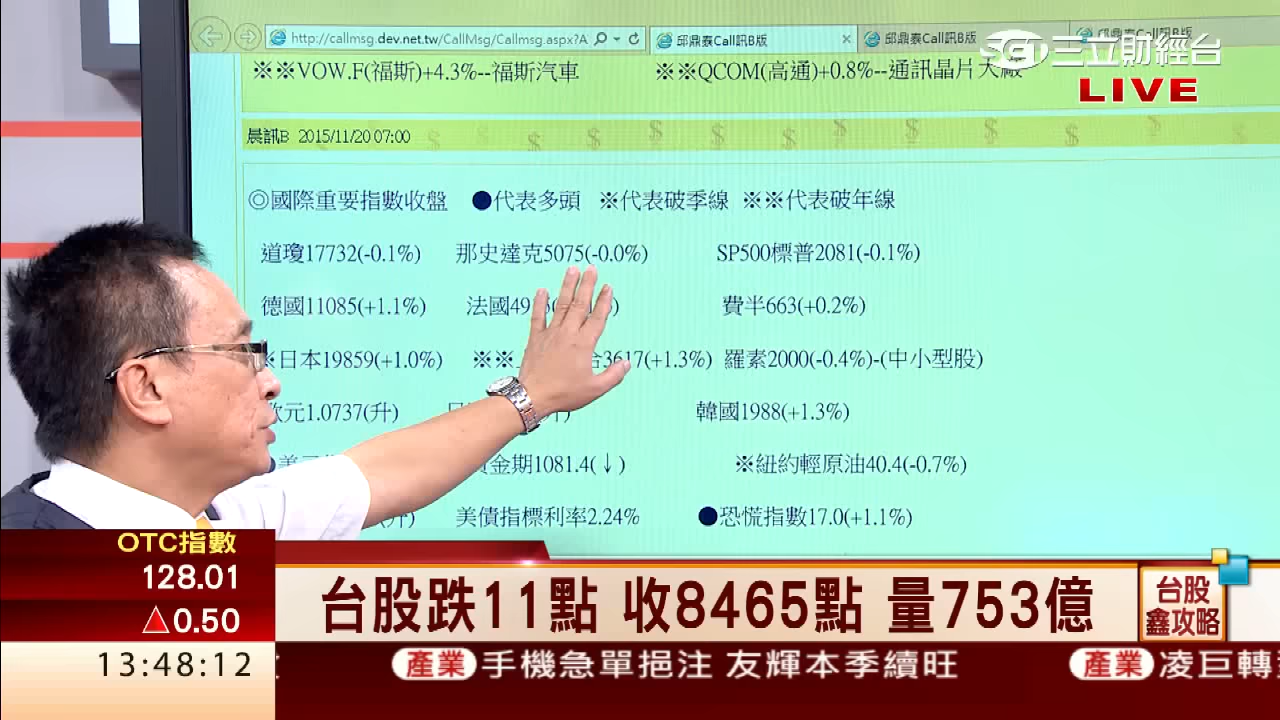 http://callmsg.dev.net.tw/CallMsg/Callmsg.aspx?A
邱鼎泰Call訊B版
邱鼎泰Call訊B版
三立財經台
LIVE
※※VOW.F(福斯)+4.3%--福斯汽車 ※※QCOM(高通)+0.8%--通訊晶片大廠
晨訊B 2015/11/20 07:00
◎國際重要指數收盤 ●代表多頭 ※代表破季線 ※※代表破年線
道瓊17732(-0.1%) 那史達克5075(-0.0%) SP500標普2081(-0.1%)
德國11085(+1.1%) 法國49 費半663(+0.2%)
※日本19859(+1.0%) ※※ 3617(+1.3%) 羅素2000(-0.4%)-(中小型股)
歐元1.0737(升) 韓國1988(+1.3%)
黃金期1081.4(↓) ※紐約輕原油40.4(-0.7%)
(升) 美債指標利率2.24% ●恐慌指數17.0(+1.1%)
OTC指數
128.01
△0.50
13:48:12
台股跌11點 收8465點 量753億
台股
鑫攻略
產業 手機急單挹注 友輝本季續旺 產業 凌巨轉